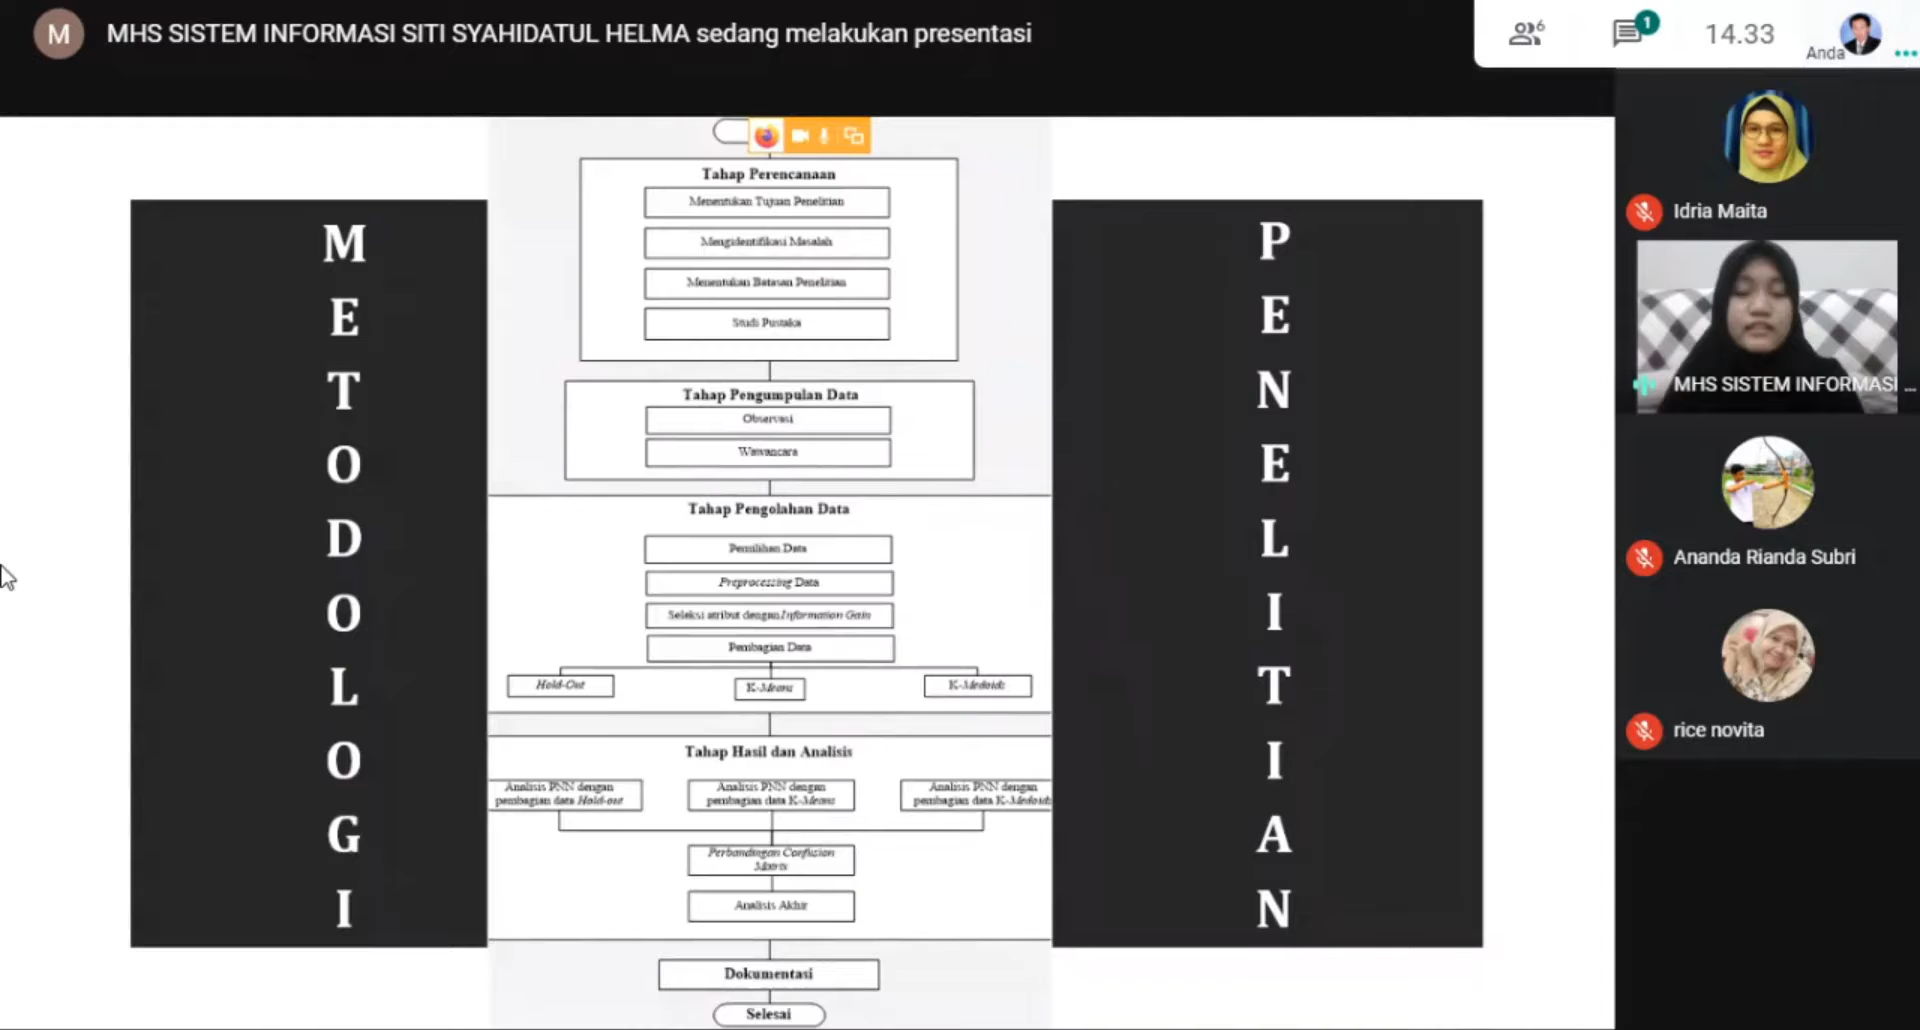 M
MHS SISTEM INFORMASI SITI SYAHIDATUL HELMA sedang melakukan presentasi
6
1
14.33
Anda
METODOLOGI
Tahap Perencanaan
Menentukan Tujuan Penelitian
Mengidentifikasi Masalah
Menentukan Batasan Penelitian
Studi Pustaka
Tahap Pengumpulan Data
Observasi
Wawancara
Tahap Pengolahan Data
Pemilihan Data
Preprocessing Data
Seleksi atribut dengan Information Gain
Pembagian Data
Hold-Out
K-Means
K-Medoids
Tahap Hasil dan Analisis
Analisis PNN dengan
pembagian data Hold-out
Analisis PNN dengan
pembagian data K-Means
Analisis PNN dengan
pembagian data K-Medoids
Perbandingan Confusion
Matrix
Analisis Akhir
Dokumentasi
Selesai
PENELITIAN
Idria Maita
MHS SISTEM INFORMASI ...
Ananda Rianda Subri
rice novita